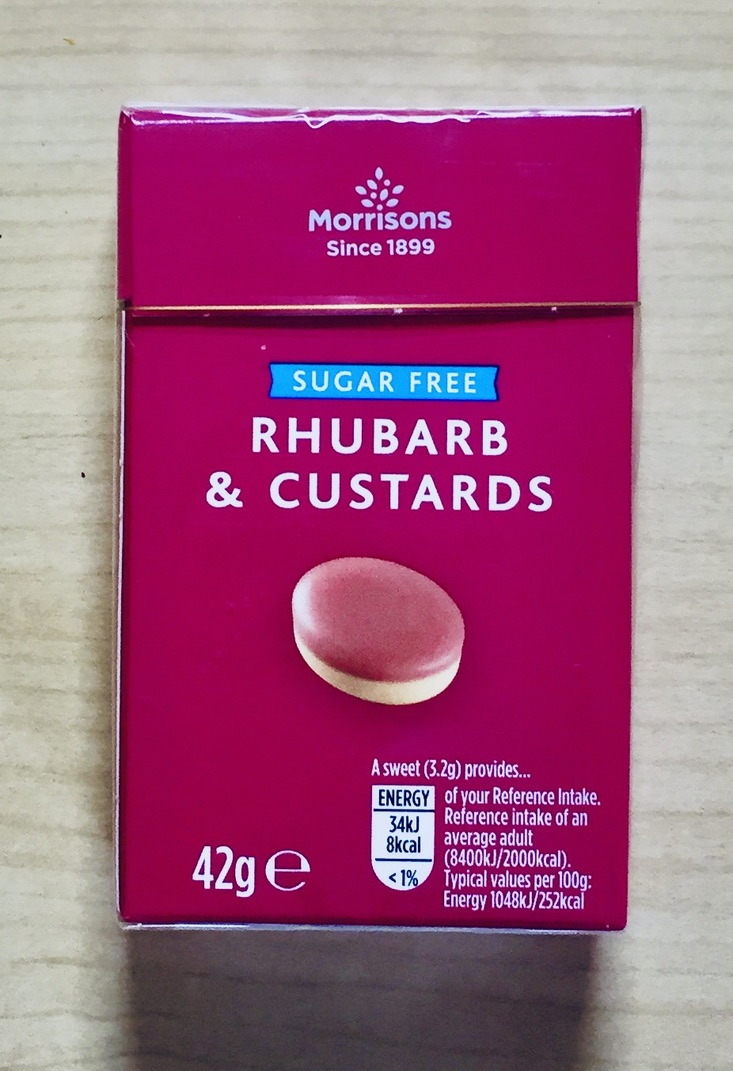 Morrisons
Since 1899
SUGAR FREE
RHUBARB
& CUSTARDS
A sweet (3.2g) provides...
ENERGY
34kJ
8kcal
< 1%
of your Reference Intake.
Reference intake of an
average adult
(8400kJ/2000kcal).
Typical values per 100g:
Energy 1048kJ/252kcal
42g ℮